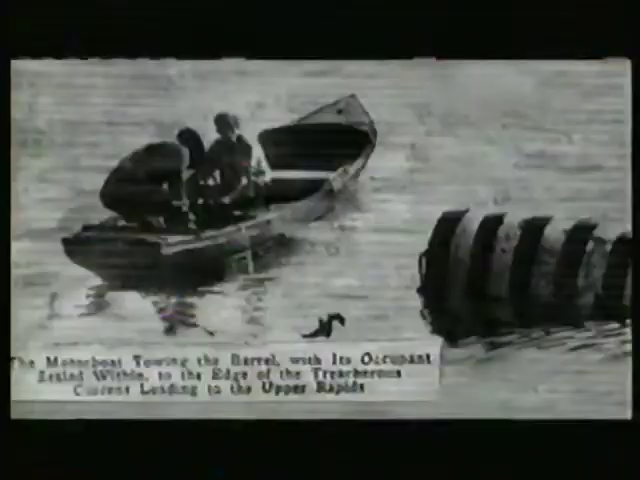 The Motorboat Towing the Barrel, with Its Occupant
Sealed Within, to the Edge of the Treacherous
Current Leading to the Upper Rapids